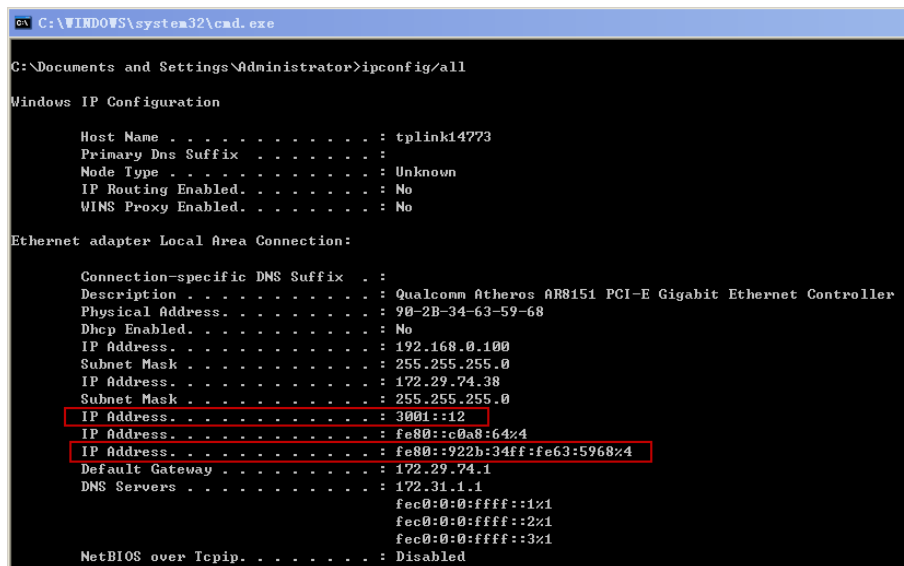 C:\WINDOWS\system32\cmd.exe
C:\Documents and Settings\Administrator>ipconfig/all
Windows IP Configuration
Host Name . . . . . . . . . . . . : tplink14773
Primary Dns Suffix . . . . . . . :
Node Type . . . . . . . . . . . . : Unknown
IP Routing Enabled. . . . . . . . : No
WINS Proxy Enabled. . . . . . . . : No
Ethernet adapter Local Area Connection:
Connection-specific DNS Suffix . :
Description . . . . . . . . . . . : Qualcomm Atheros AR8151 PCI-E Gigabit Ethernet Controller
Physical Address. . . . . . . . . : 90-2B-34-63-59-68
Dhcp Enabled. . . . . . . . . . . : No
IP Address. . . . . . . . . . . . : 192.168.0.100
Subnet Mask . . . . . . . . . . . : 255.255.255.0
IP Address. . . . . . . . . . . . : 172.29.74.38
Subnet Mask . . . . . . . . . . . : 255.255.255.0
IP Address. . . . . . . . . . . . : 3001::12
IP Address. . . . . . . . . . . . : fe80::c0a8:64%4
IP Address. . . . . . . . . . . . : fe80::922b:34ff:fe63:5968%4
Default Gateway . . . . . . . . . : 172.29.74.1
DNS Servers . . . . . . . . . . . : 172.31.1.1
fec0:0:0:ffff::1%1
fec0:0:0:ffff::2%1
fec0:0:0:ffff::3%1
NetBIOS over Tcpip. . . . . . . . : Disabled